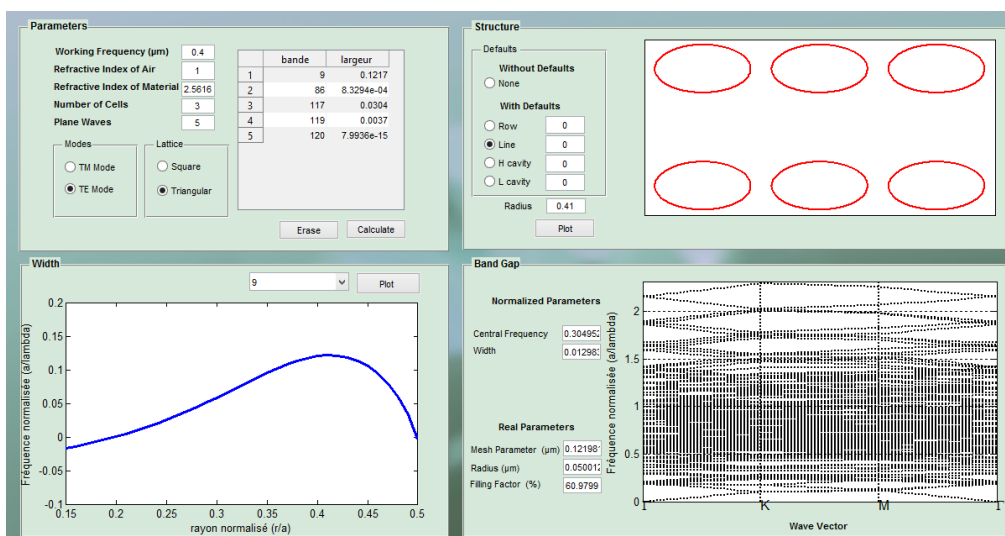 Parameters
Working Frequency (µm) 0.4
Refractive Index of Air 1
Refractive Index of Material 2.5616
Number of Cells 3
Plane Waves 5
Modes
TM Mode
TE Mode
Lattice
Square
Triangular
bande largeur
1 9 0.1217
2 86 8.3294e-04
3 117 0.0304
4 119 0.0037
5 120 7.9936e-15
Erase Calculate
Structure
Defaults
Without Defaults
None
With Defaults
Row 0
Line 0
H cavity 0
L cavity 0
Radius 0.41
Plot
Width
9 Plot
Fréquence normalisée (a/lambda)
0.2
0.15
0.1
0.05
0
-0.05
-0.1
0.15 0.2 0.25 0.3 0.35 0.4 0.45 0.5
rayon normalisé (r/a)
Band Gap
Normalized Parameters
Central Frequency 0.30495
Width 0.01298
Real Parameters
Mesh Parameter (µm) 0.12198
Radius (µm) 0.05001
Filling Factor (%) 60.9799
Fréquence normalisée (a/lambda)
2
1.5
1
0.5
0
K M
Wave Vector